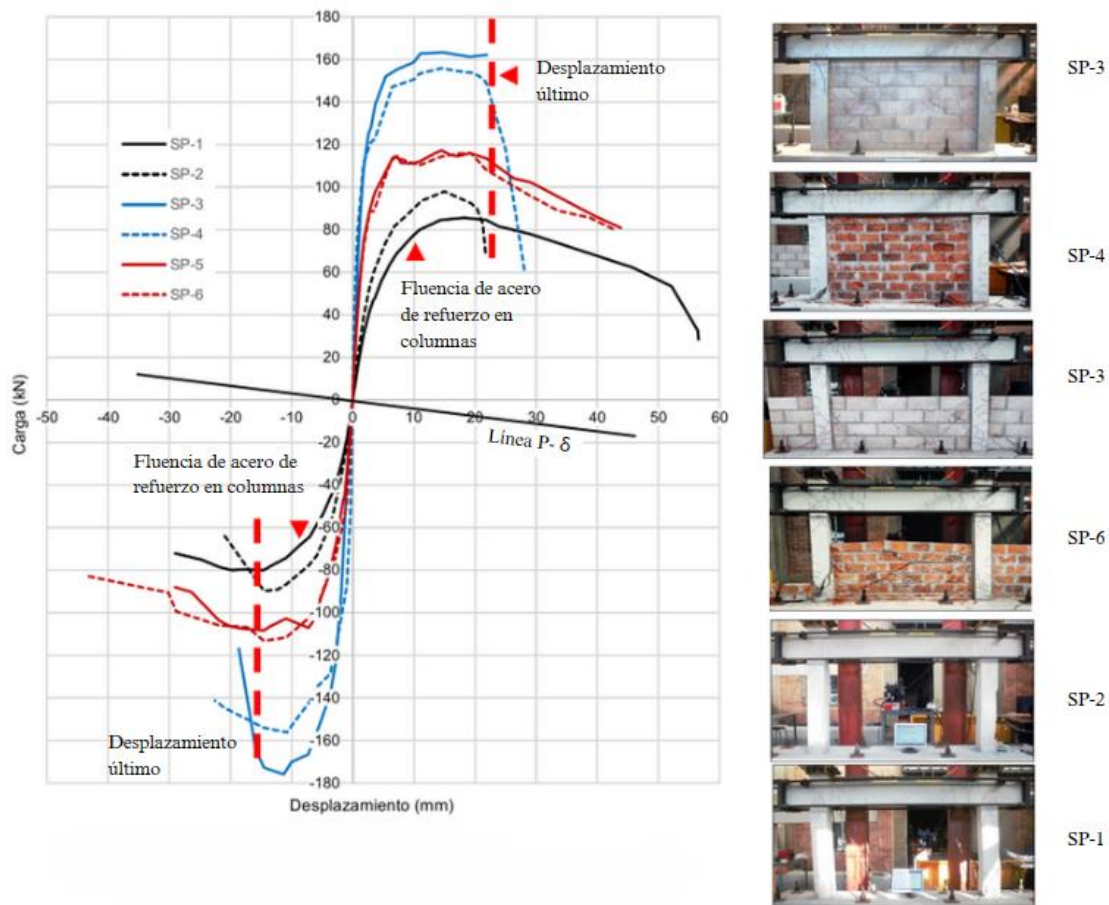 180
160
140
120
100
80
60
40
20
0
-20
-40
-60
-80
-100
-120
-140
-160
-180
-50
-40
-30
-20
-10
0
10
20
30
40
50
60
Carga (kN)
Desplazamiento (mm)
SP-1
SP-2
SP-3
SP-4
SP-5
SP-6
Desplazamiento
último
Fluencia de acero
de refuerzo en
columnas
Línea P- δ
Fluencia de acero de
refuerzo en columnas
Desplazamiento
último
SP-3
SP-4
SP-3
SP-6
SP-2
SP-1